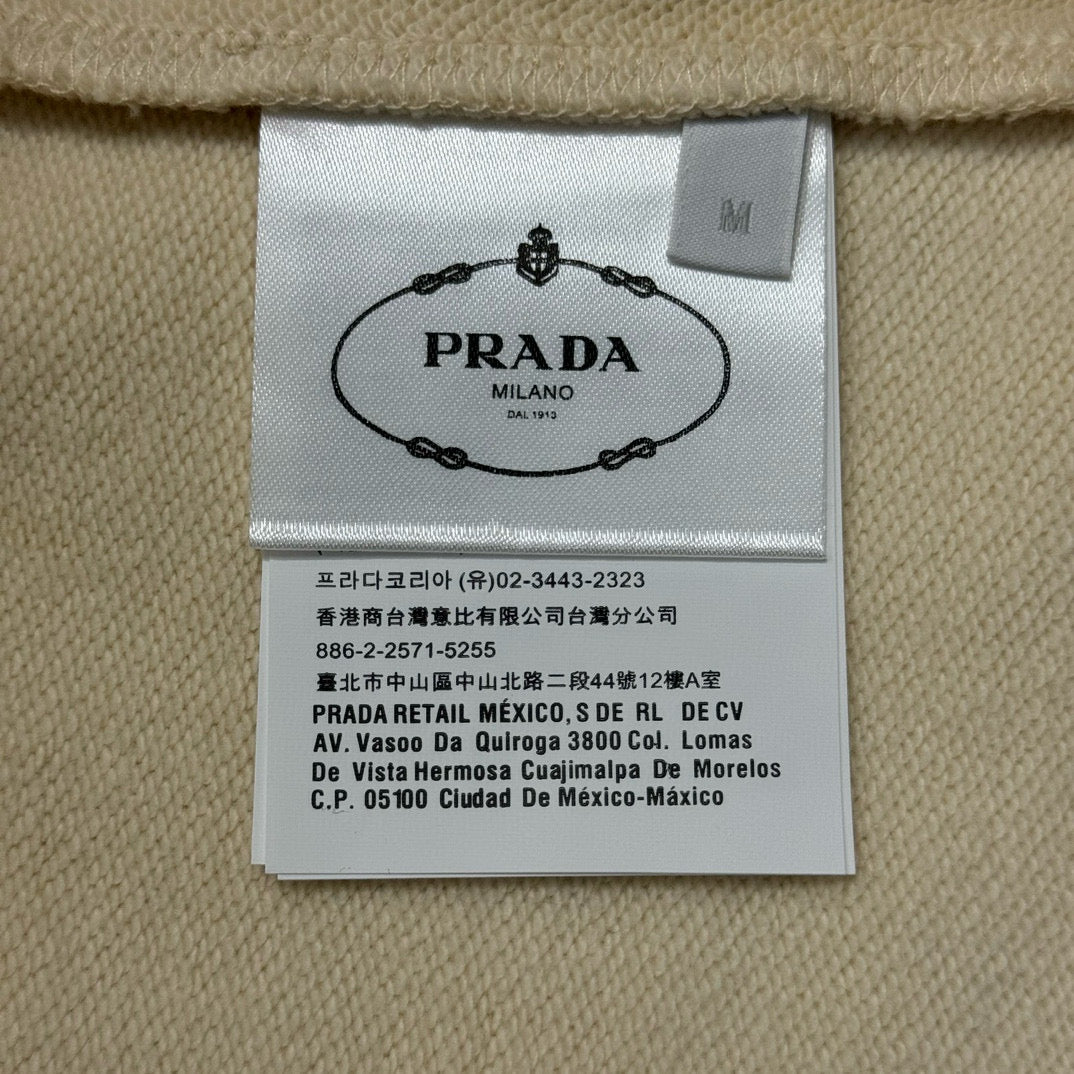 M
PRADA
MILANO
DAL 1913
프라다코리아 (유)02-3443-2323
香港商台灣意比有限公司台灣分公司
886-2-2571-5255
臺北市中山區中山北路二段44號12樓A室
PRADA RETAIL MÉXICO, S DE RL DE CV
AV. Vasoo Da Quiroga 3800 Col. Lomas
De Vista Hermosa Cuajimalpa De Morelos
C.P. 05100 Ciudad De México-Máxico